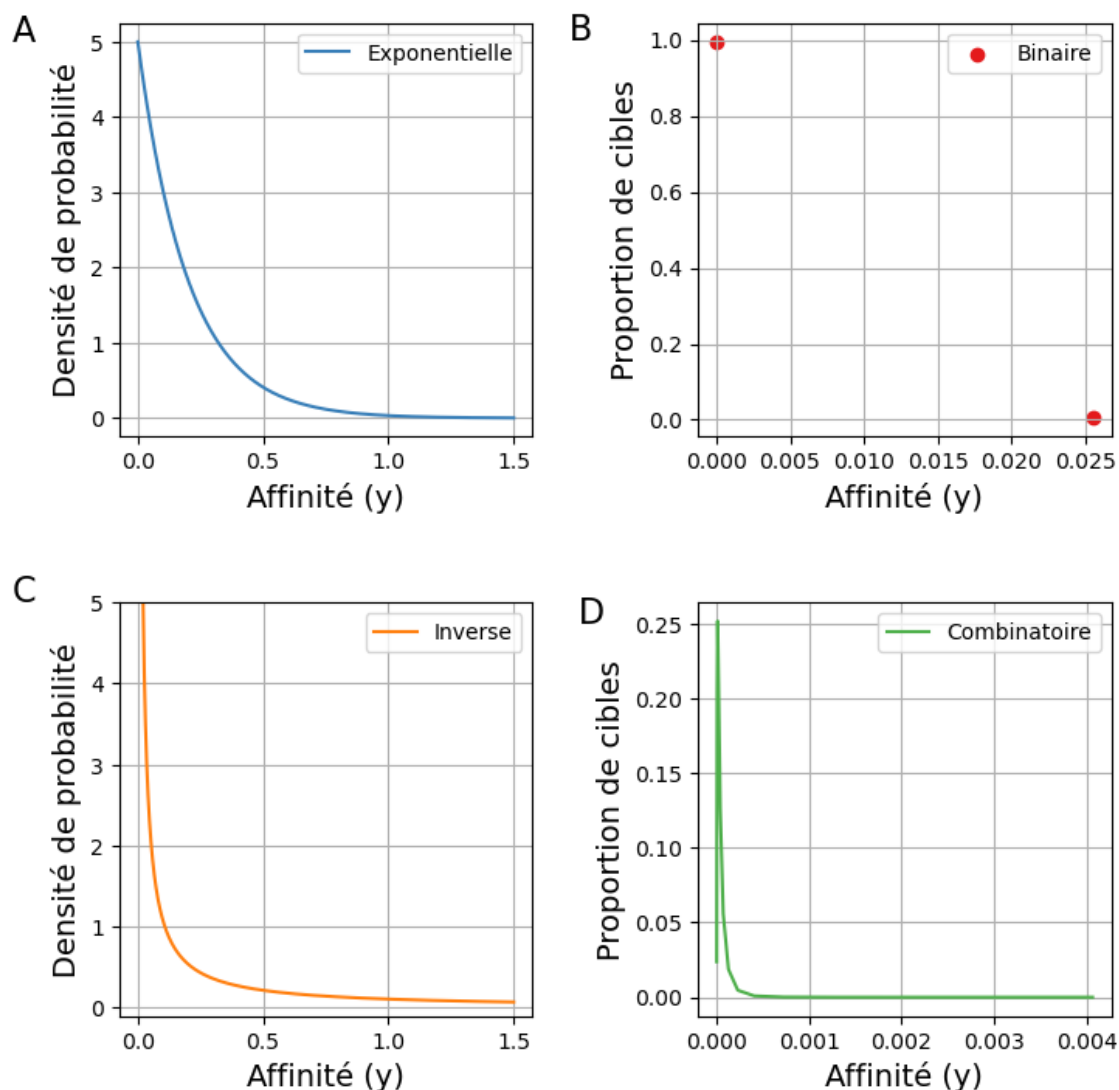 A
Densité de probabilité
5
4
3
2
1
0
Exponentielle
0.0 0.5 1.0 1.5
Affinité (y)
B
Proportion de cibles
1.0
0.8
0.6
0.4
0.2
0.0
Binaire
0.000 0.005 0.010 0.015 0.020 0.025
Affinité (y)
C
Densité de probabilité
5
4
3
2
1
0
Inverse
0.0 0.5 1.0 1.5
Affinité (y)
D
Proportion de cibles
0.25
0.20
0.15
0.10
0.05
0.00
Combinatoire
0.000 0.001 0.002 0.003 0.004
Affinité (y)